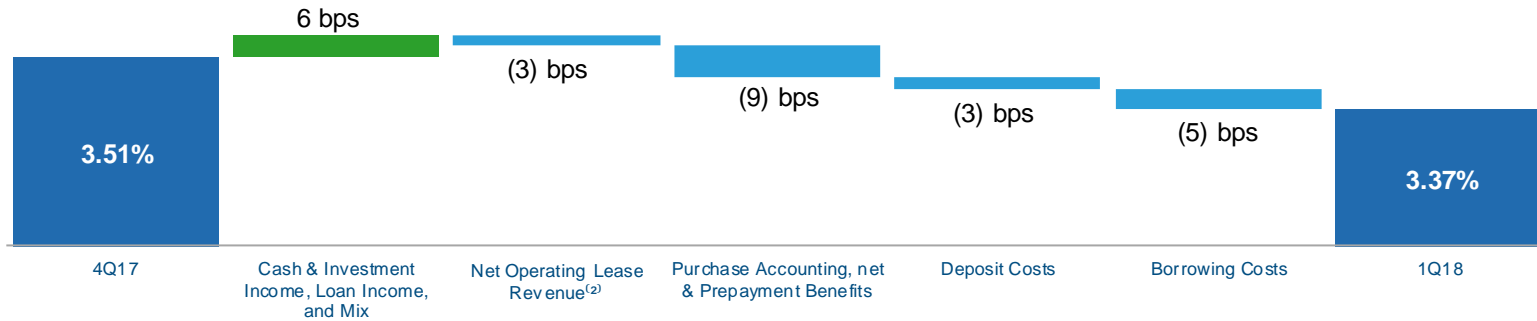 6 bps
(3) bps
(9) bps
(3) bps
(5) bps
3.51%
3.37%
4Q17
Cash & Investment
Income, Loan Income,
and Mix
Net Operating Lease
Revenue⁽²⁾
Purchase Accounting, net
& Prepayment Benefits
Deposit Costs
Borrowing Costs
1Q18